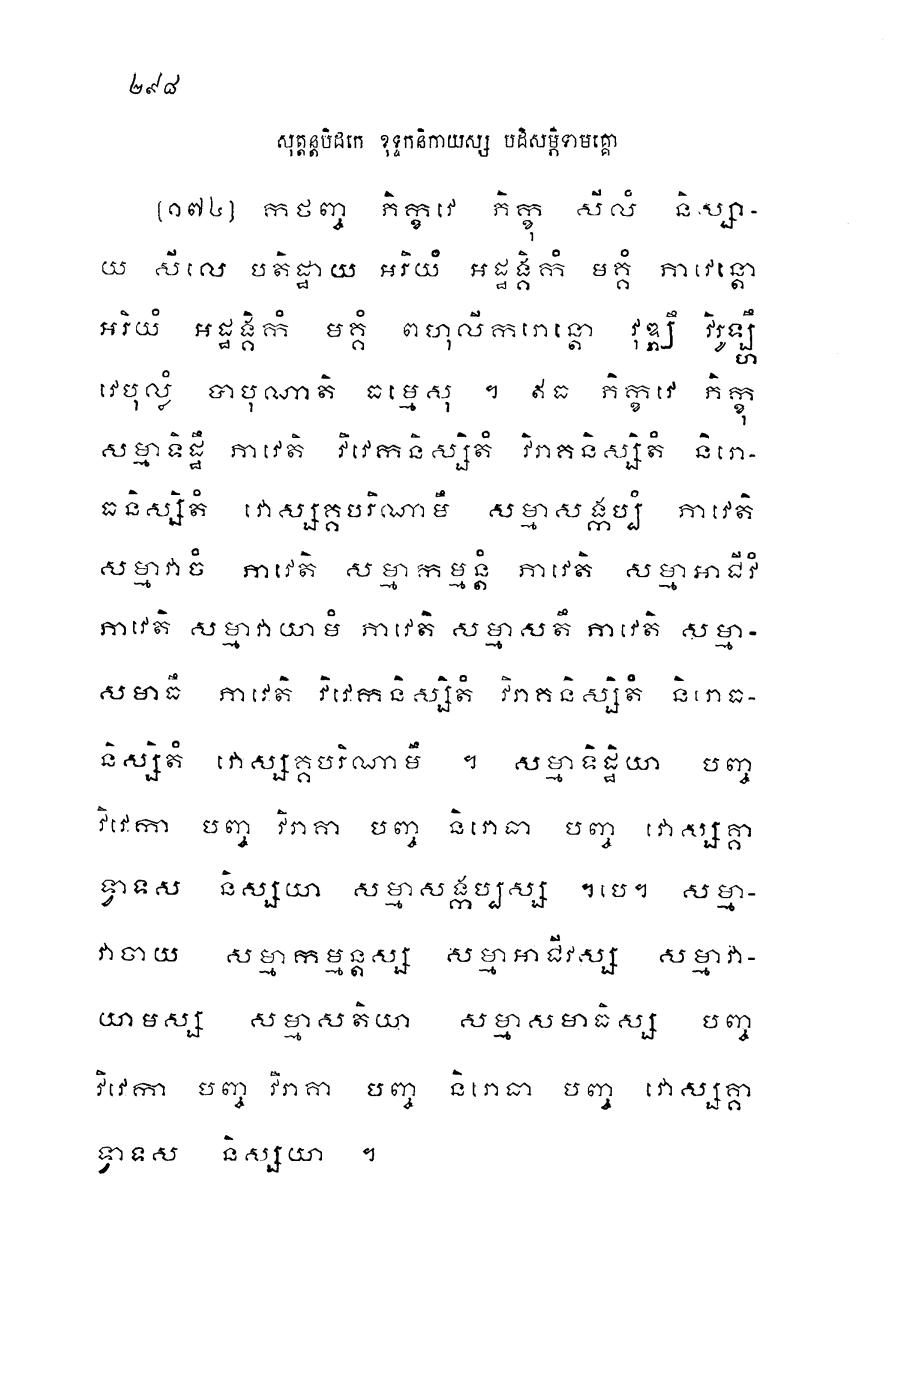 ២៩៨
សុត្តន្តបិដកេ ខុទ្ទកនិកាយស្ស បដិសម្ភិទាមគ្គោ
(១៧៤) កថញ្ច ភិក្ខវេ ភិក្ខុ សីលំ និស្សា-
យ សីលេ បតិដ្ឋាយ អរិយំ អដ្ឋង្គិកំ មគ្គំ ភាវេន្តោ
អរិយំ អដ្ឋង្គិកំ មគ្គំ ពហុលីករោន្តោ វុឌ្ឍឹ វិរូឡ្ហឹ
វេបុល្លំ បាបុណាតិ ធម្មេសុ ។ ឥធ ភិក្ខវេ ភិក្ខុ
សម្មាទិដ្ឋឹ ភាវេតិ វិវេកនិស្សិតំ វិរាគនិស្សិតំ និរោ-
ធនិស្សិតំ វោស្សគ្គបរិណាមឹ សម្មាសង្កប្បំ ភាវេតិ
សម្មាវាចំ ភាវេតិ សម្មាកម្មន្តំ ភាវេតិ សម្មាអាជីវំ
ភាវេតិ សម្មាវាយាមំ ភាវេតិ សម្មាសតឹ ភាវេតិ សម្មា-
សមាធឹ ភាវេតិ វិវេកនិស្សិតំ វិរាគនិស្សិតំ និរោធ-
និស្សិតំ វោស្សគ្គបរិណាមឹ ។ សម្មាទិដ្ឋិយា បញ្ច
វិវេកា បញ្ច វិរាគា បញ្ច និរោធា បញ្ច វោស្សគ្គា
ទ្វាទស និស្សយា សម្មាសង្កប្បស្ស ។បេ។ សម្មា-
វាចាយ សម្មាកម្មន្តស្ស សម្មាអាជីវស្ស សម្មាវា-
យាមស្ស សម្មាសតិយា សម្មាសមាធិស្ស បញ្ច
វិវេកា បញ្ច វិរាគា បញ្ច និរោធា បញ្ច វោស្សគ្គា
ទ្វាទស និស្សយា ។